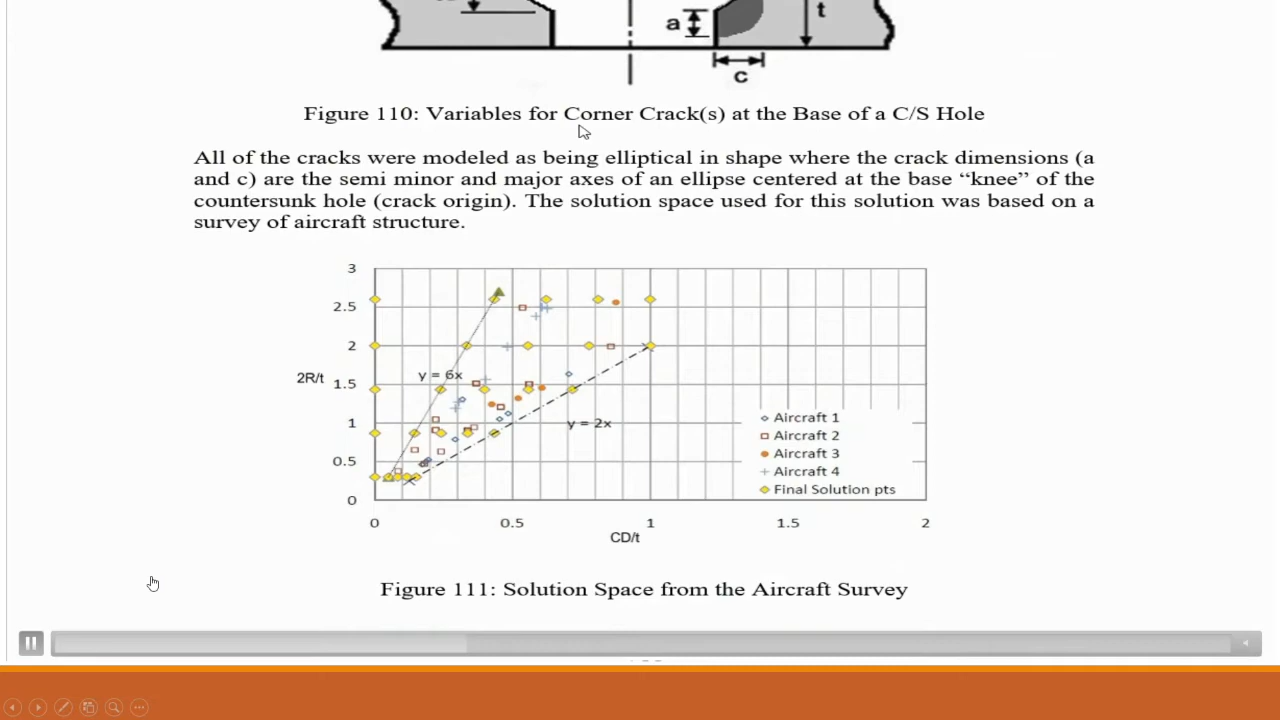 a
t
c
Figure 110: Variables for Corner Crack(s) at the Base of a C/S Hole
All of the cracks were modeled as being elliptical in shape where the crack dimensions (a
and c) are the semi minor and major axes of an ellipse centered at the base “knee” of the
countersunk hole (crack origin). The solution space used for this solution was based on a
survey of aircraft structure.
3
2.5
2
1.5
1
0.5
0
2R/t
y = 6x
y = 2x
Aircraft 1
Aircraft 2
Aircraft 3
Aircraft 4
Final Solution pts
0 0.5 1 1.5 2
CD/t
Figure 111: Solution Space from the Aircraft Survey